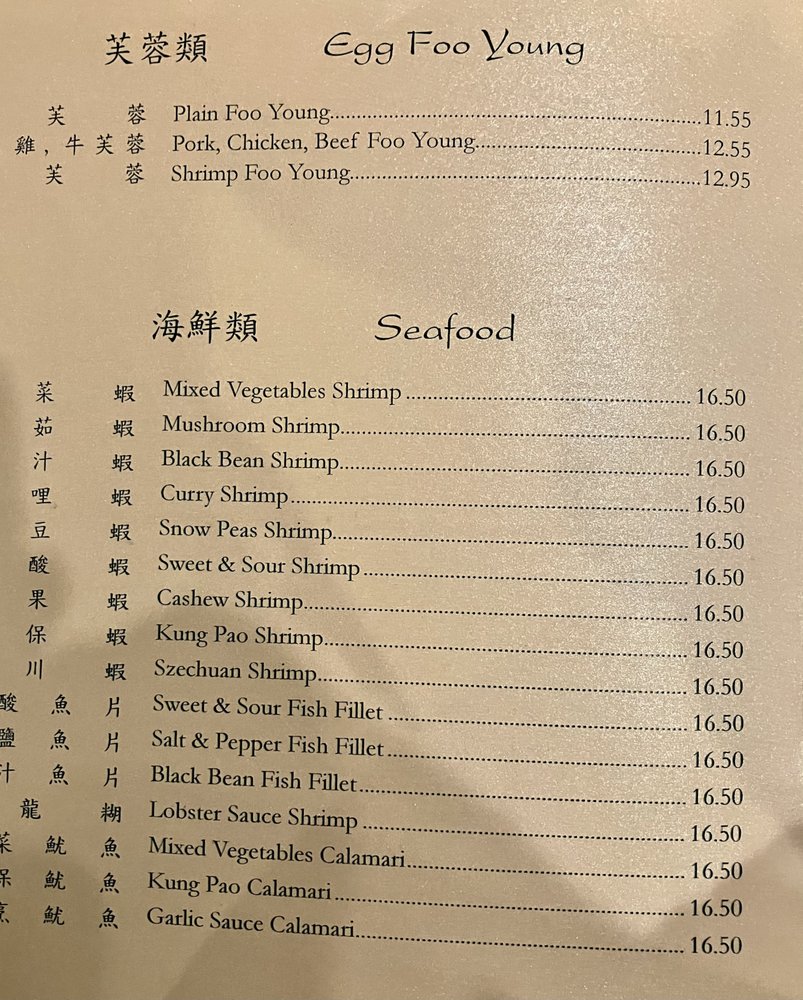 芙蓉類 Egg Foo Young
芙 蓉 Plain Foo Young 11.55
雞, 牛芙蓉 Pork, Chicken, Beef Foo Young 12.55
芙 蓉 Shrimp Foo Young 12.95
海鮮類 Seafood
菜 蝦 Mixed Vegetables Shrimp 16.50
茹 蝦 Mushroom Shrimp 16.50
汁 蝦 Black Bean Shrimp 16.50
哩 蝦 Curry Shrimp 16.50
豆 蝦 Snow Peas Shrimp 16.50
酸 蝦 Sweet & Sour Shrimp 16.50
果 蝦 Cashew Shrimp 16.50
保 蝦 Kung Pao Shrimp 16.50
川 蝦 Szechuan Shrimp 16.50
酸 魚 片 Sweet & Sour Fish Fillet 16.50
鹽 魚 片 Salt & Pepper Fish Fillet 16.50
汁 魚 片 Black Bean Fish Fillet 16.50
龍 糊 Lobster Sauce Shrimp 16.50
菜 魷 魚 Mixed Vegetables Calamari 16.50
保 魷 魚 Kung Pao Calamari 16.50
魷 魚 Garlic Sauce Calamari 16.50